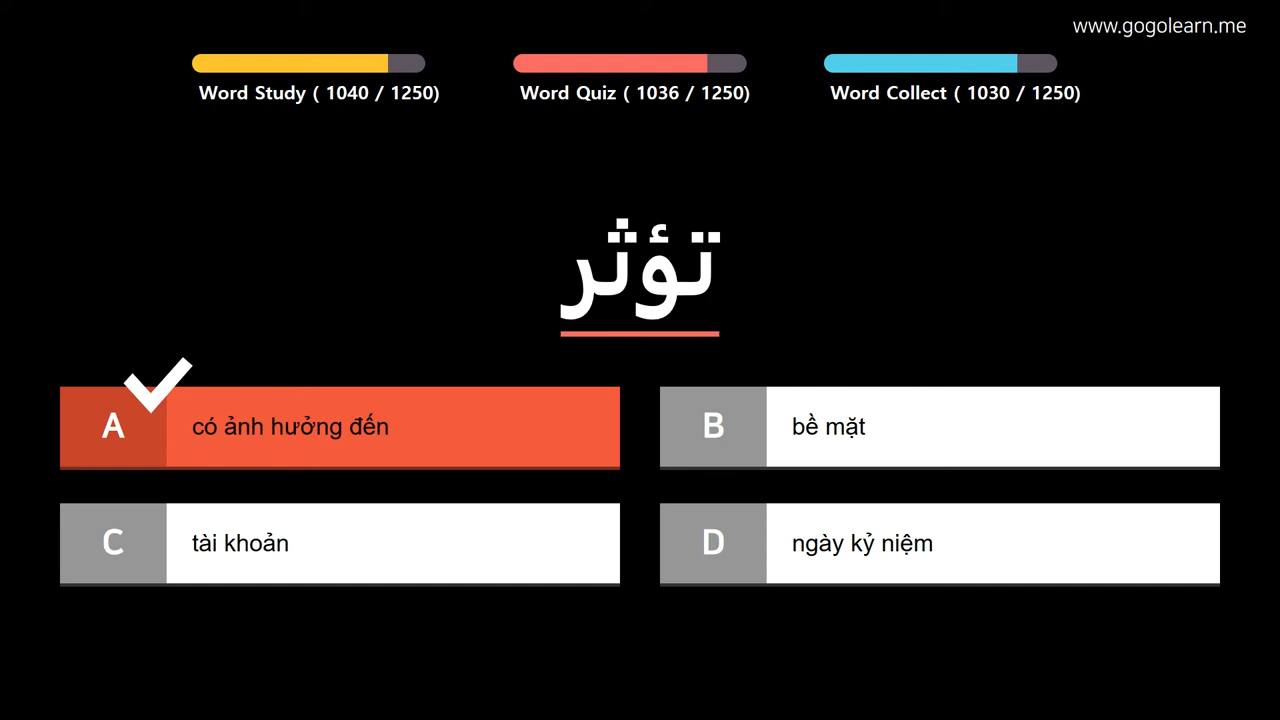 www.gogolearn.me
Word Study ( 1040 / 1250)
Word Quiz ( 1036 / 1250)
Word Collect ( 1030 / 1250)
تؤثر
A
có ảnh hưởng đến
B
bề mặt
C
tài khoản
D
ngày kỷ niệm